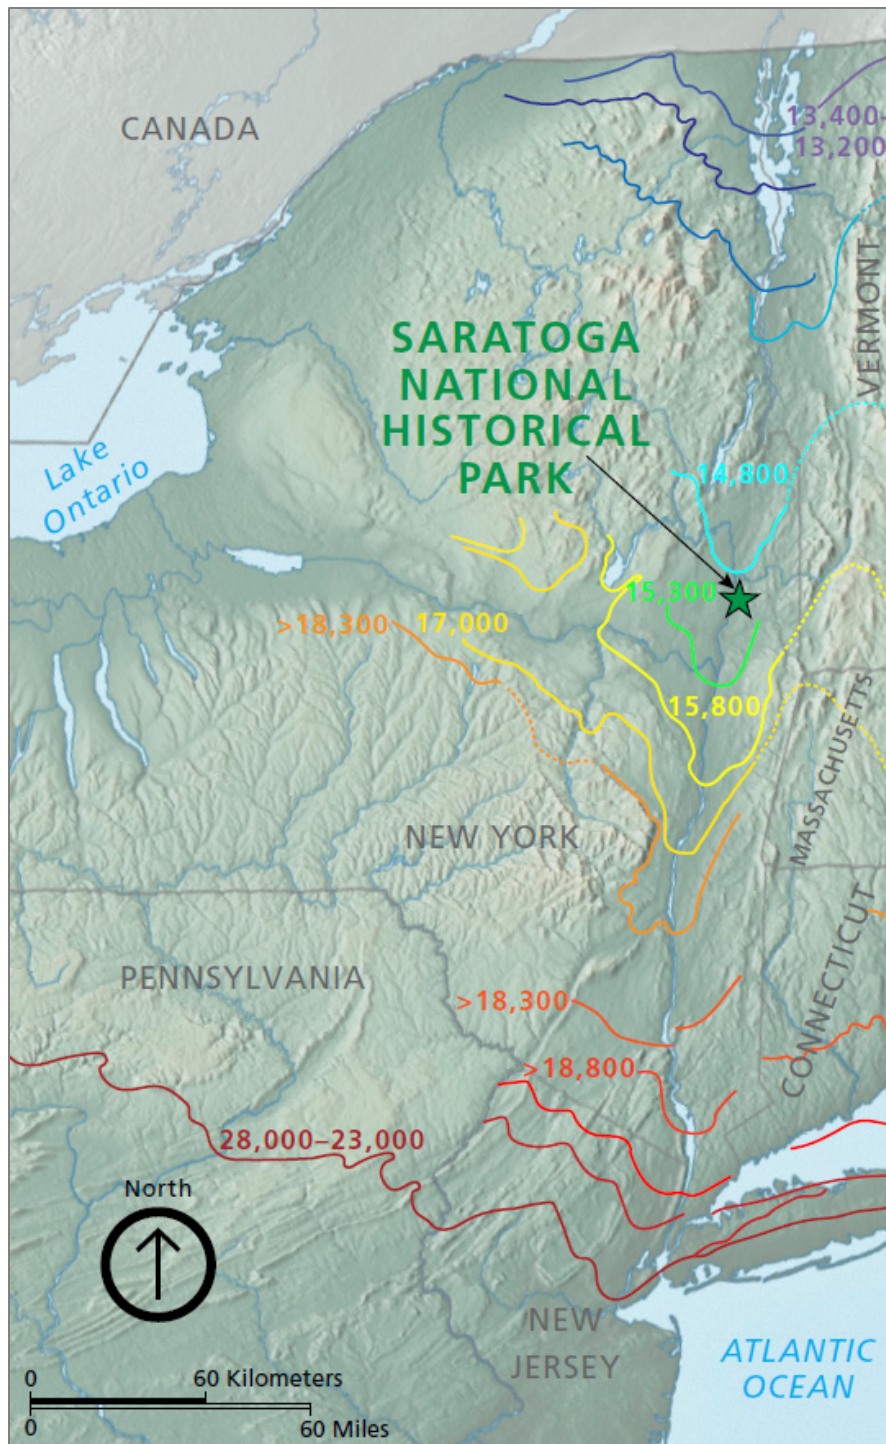 CANADA
13,400–
13,200
VERMONT
SARATOGA
NATIONAL
HISTORICAL
PARK
Lake
Ontario
14,800
15,300
>18,300
17,000
15,800
MASSACHUSETTS
NEW YORK
CONNECTICUT
PENNSYLVANIA
>18,300
>18,800
28,000–23,000
North
NEW
JERSEY
ATLANTIC
OCEAN
0
60 Kilometers
0
60 Miles